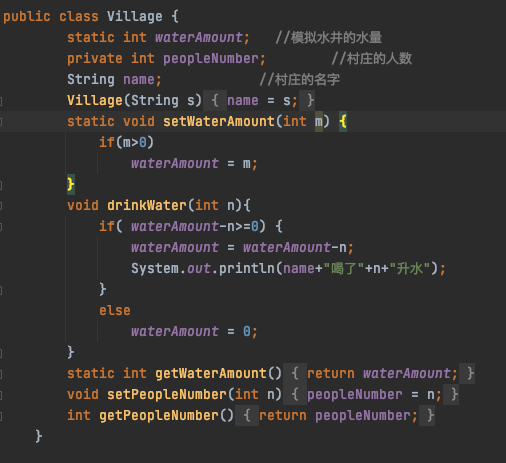 public class Village {
static int waterAmount; //模拟水井的水量
private int peopleNumber; //村庄的人数
String name; //村庄的名字
Village(String s) { name = s; }
static void setWaterAmount(int m) {
if(m>0)
waterAmount = m;
}
void drinkWater(int n){
if( waterAmount-n>=0) {
waterAmount = waterAmount-n;
System.out.println(name+"喝了"+n+"升水");
}
else
waterAmount = 0;
}
static int getWaterAmount() { return waterAmount; }
void setPeopleNumber(int n) { peopleNumber = n; }
int getPeopleNumber() { return peopleNumber; }
}